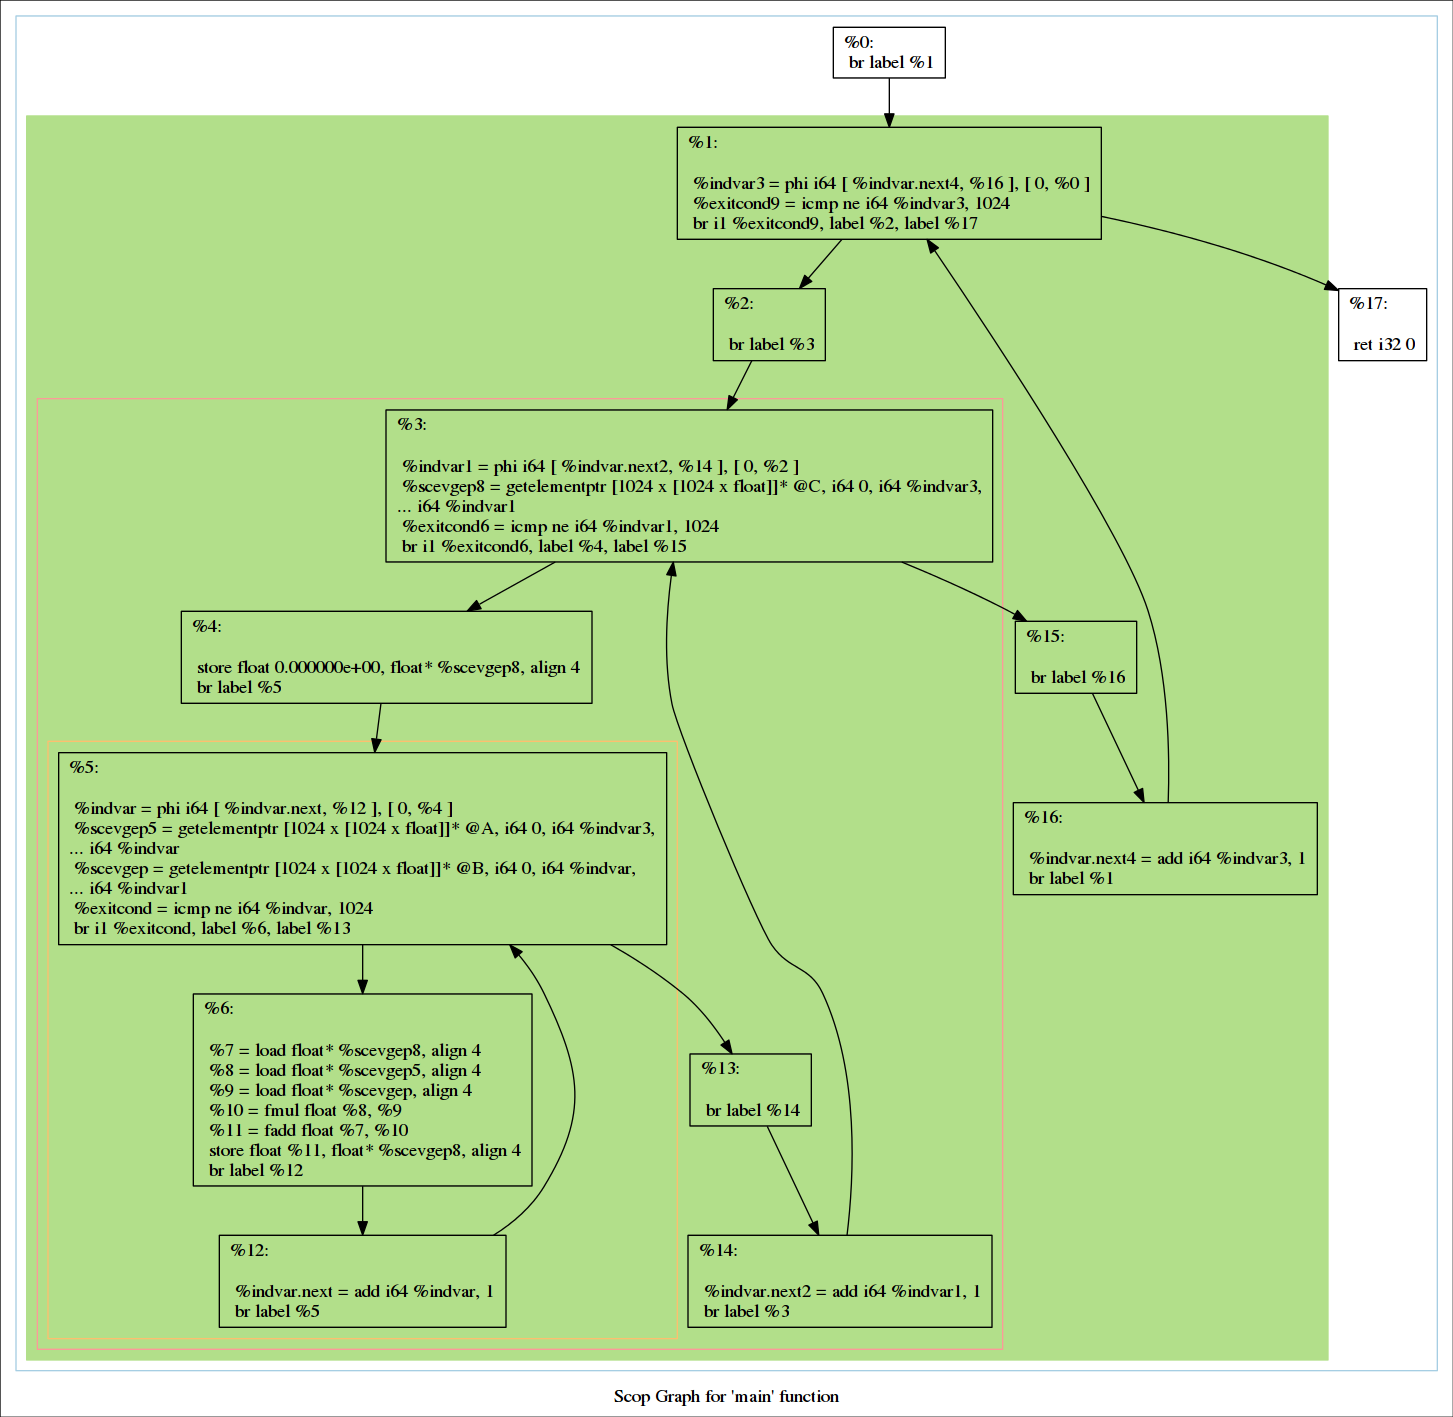 %0:
br label %1
%1:
%indvar3 = phi i64 [ %indvar.next4, %16 ], [ 0, %0 ]
%exitcond9 = icmp ne i64 %indvar3, 1024
br i1 %exitcond9, label %2, label %17
%2:
br label %3
%17:
ret i32 0
%3:
%indvar1 = phi i64 [ %indvar.next2, %14 ], [ 0, %2 ]
%scevgep8 = getelementptr [1024 x [1024 x float]]* @C, i64 0, i64 %indvar3,
... i64 %indvar1
%exitcond6 = icmp ne i64 %indvar1, 1024
br i1 %exitcond6, label %4, label %15
%4:
store float 0.000000e+00, float* %scevgep8, align 4
br label %5
%15:
br label %16
%5:
%indvar = phi i64 [ %indvar.next, %12 ], [ 0, %4 ]
%scevgep5 = getelementptr [1024 x [1024 x float]]* @A, i64 0, i64 %indvar3,
... i64 %indvar
%scevgep = getelementptr [1024 x [1024 x float]]* @B, i64 0, i64 %indvar,
... i64 %indvar1
%exitcond = icmp ne i64 %indvar, 1024
br i1 %exitcond, label %6, label %13
%16:
%indvar.next4 = add i64 %indvar3, 1
br label %1
%6:
%7 = load float* %scevgep8, align 4
%8 = load float* %scevgep5, align 4
%9 = load float* %scevgep, align 4
%10 = fmul float %8, %9
%11 = fadd float %7, %10
store float %11, float* %scevgep8, align 4
br label %12
%13:
br label %14
%12:
%indvar.next = add i64 %indvar, 1
br label %5
%14:
%indvar.next2 = add i64 %indvar1, 1
br label %3
Scop Graph for 'main' function